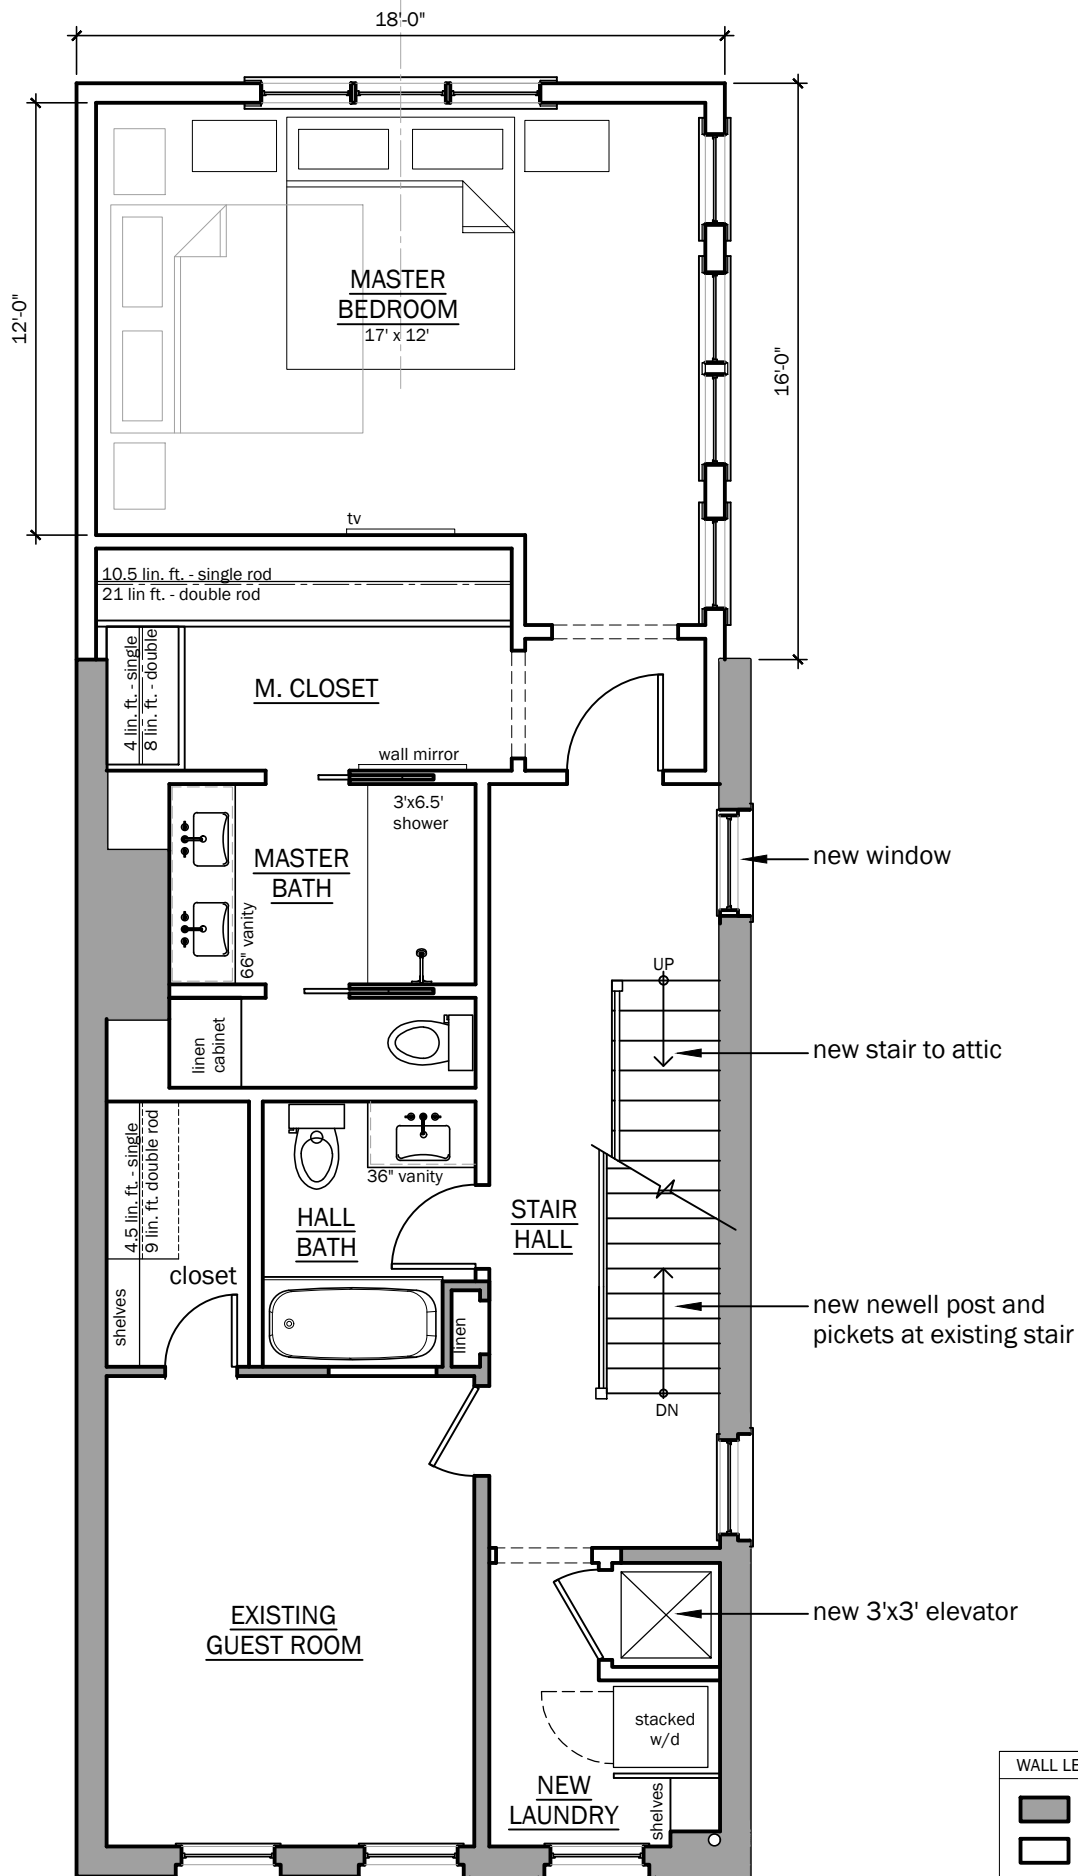 18'-0"
12'-0"
16'-0"
MASTER
BEDROOM
17' x 12'
tv
10.5 lin. ft. - single rod
21 lin ft. - double rod
4 lin. ft. - single
8 lin. ft. - double
M. CLOSET
wall mirror
3'x6.5'
shower
MASTER
BATH
66" vanity
new window
UP
linen
cabinet
new stair to attic
4.5 lin. ft. - single
9 lin. ft. double rod
36" vanity
HALL
BATH
STAIR
HALL
closet
shelves
linen
new newell post and
pickets at existing stair
DN
EXISTING
GUEST ROOM
new 3'x3' elevator
stacked
w/d
NEW
LAUNDRY
shelves
WALL LE